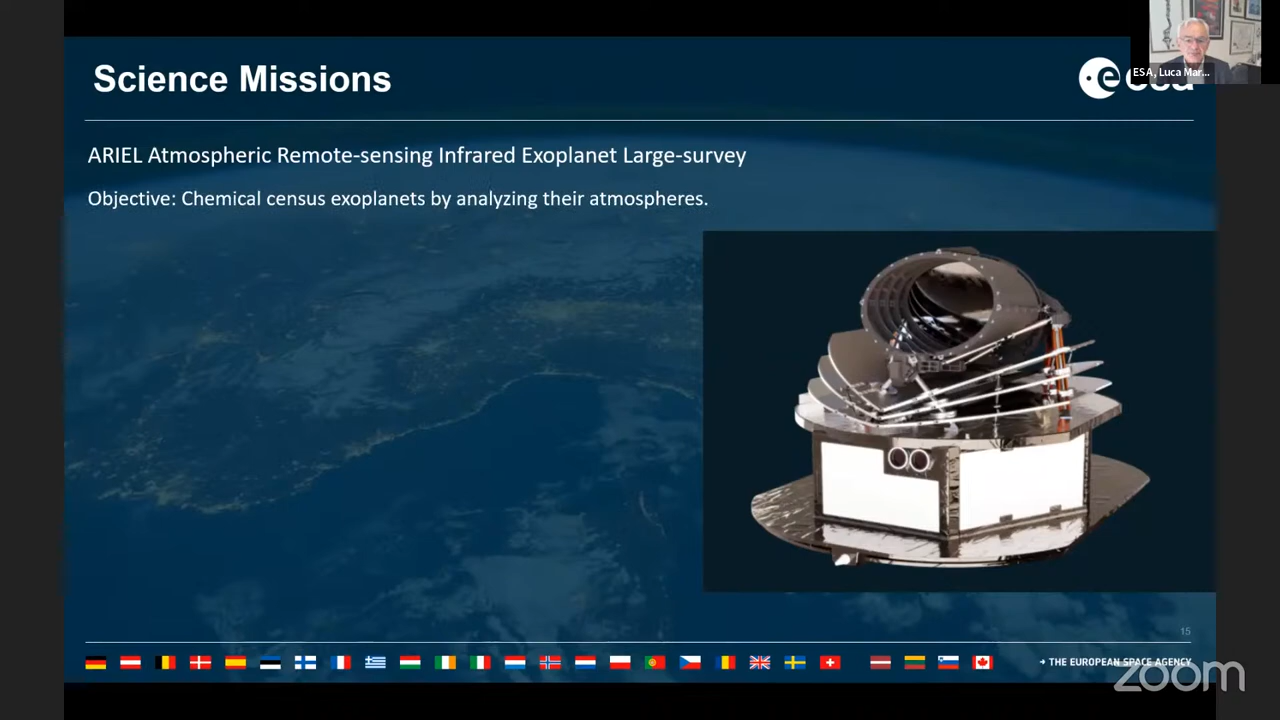 Science Missions
esa
ESA, Luca Mar...
ARIEL Atmospheric Remote-sensing Infrared Exoplanet Large-survey
Objective: Chemical census exoplanets by analyzing their atmospheres.
15
→ THE EUROPEAN SPACE AGENCY
zoom